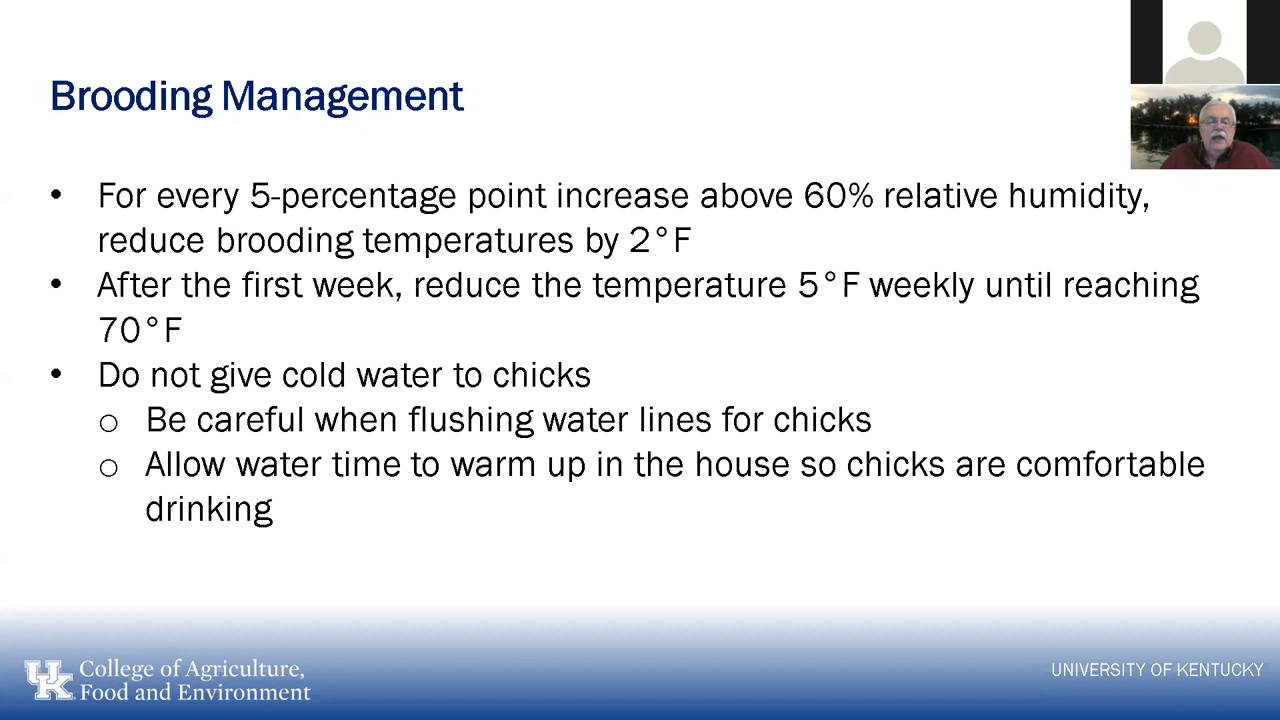 Brooding Management
• For every 5-percentage point increase above 60% relative humidity,
reduce brooding temperatures by 2°F
• After the first week, reduce the temperature 5°F weekly until reaching
70°F
• Do not give cold water to chicks
o Be careful when flushing water lines for chicks
o Allow water time to warm up in the house so chicks are comfortable
drinking
UK College of Agriculture,
Food and Environment
UNIVERSITY OF KENTUCKY